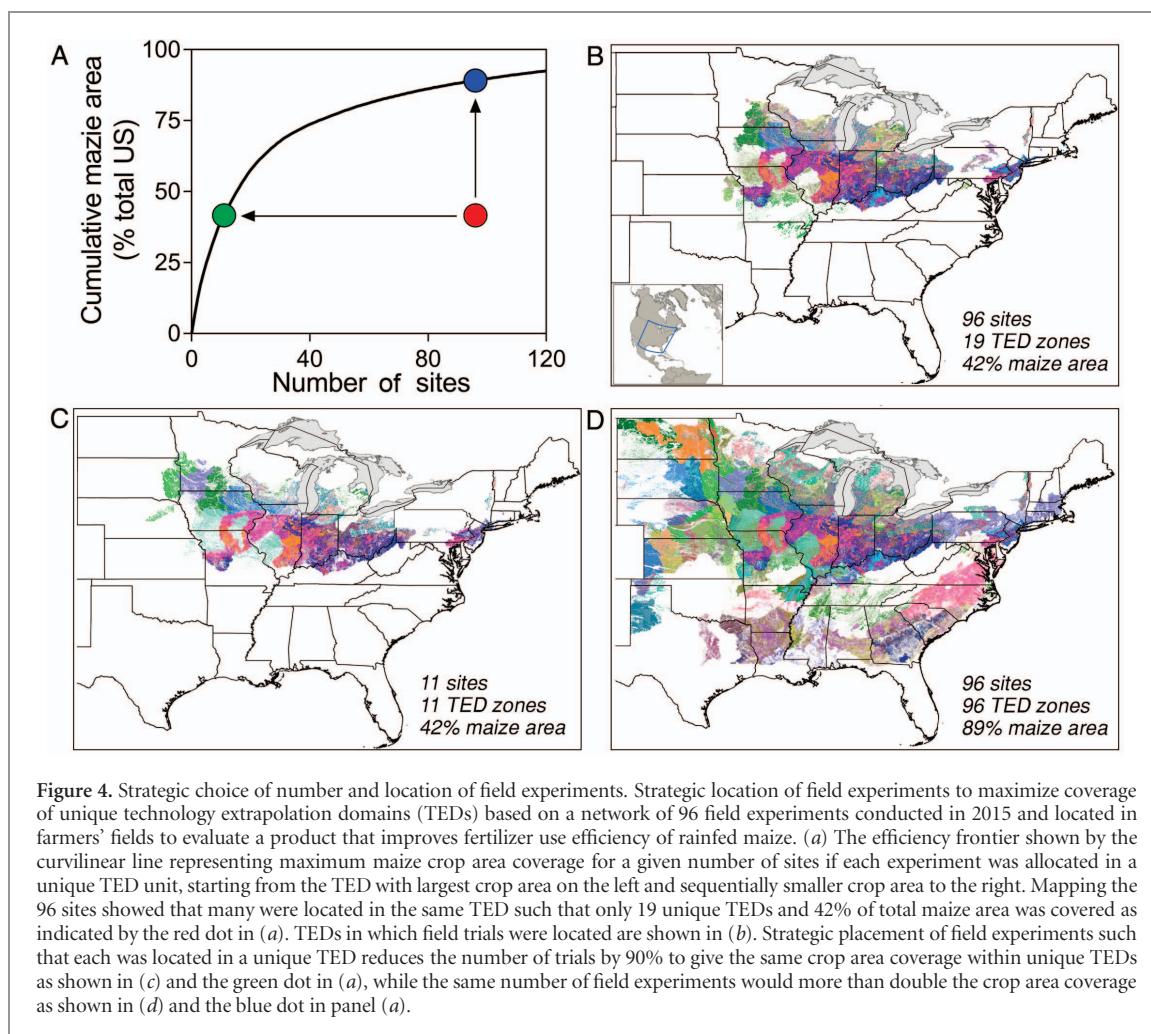 A
Cumulative mazie area
(% total US)
100
75
50
25
0
0
40
80
120
Number of sites
B
96 sites
19 TED zones
42% maize area
C
11 sites
11 TED zones
42% maize area
D
96 sites
96 TED zones
89% maize area
Figure 4. Strategic choice of number and location of field experiments. Strategic location of field experiments to maximize coverage
of unique technology extrapolation domains (TEDs) based on a network of 96 field experiments conducted in 2015 and located in
farmers' fields to evaluate a product that improves fertilizer use efficiency of rainfed maize. (a) The efficiency frontier shown by the
curvilinear line representing maximum maize crop area coverage for a given number of sites if each experiment was allocated in a
unique TED unit, starting from the TED with largest crop area on the left and sequentially smaller crop area to the right. Mapping the
96 sites showed that many were located in the same TED such that only 19 unique TEDs and 42% of total maize area was covered as
indicated by the red dot in (a). TEDs in which field trials were located are shown in (b). Strategic placement of field experiments such
that each was located in a unique TED reduces the number of trials by 90% to give the same crop area coverage within unique TEDs
as shown in (c) and the green dot in (a), while the same number of field experiments would more than double the crop area coverage
as shown in (d) and the blue dot in panel (a).